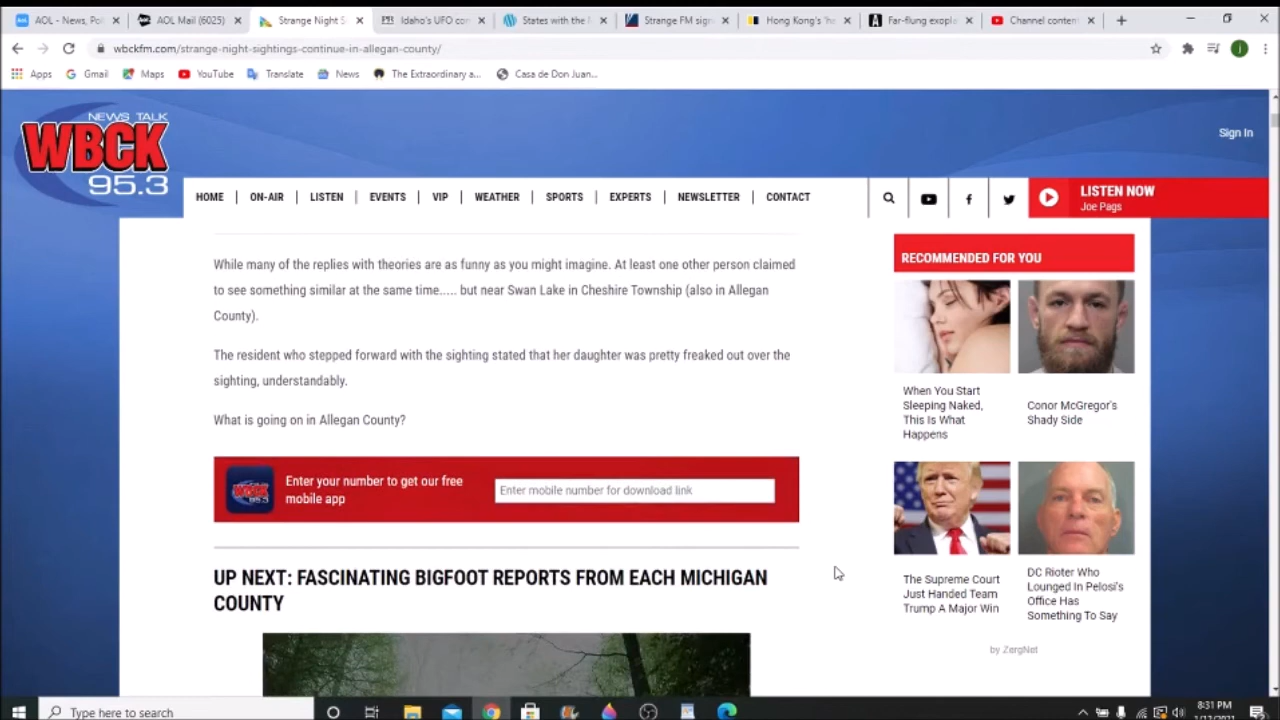 AOL - News, Pol
AOL Mail (6025)
Strange Night S
Idaho's UFO con
States with the M
Strange FM sign
Hong Kong's 'ha
Far-flung exoplan
Channel content
wbckfm.com/strange-night-sightings-continue-in-allegan-county/
Apps
Gmail
Maps
YouTube
Translate
News
The Extraordinary a...
Casa de Don Juan...
NEWS TALK
WBCK
95.3
Sign In
HOME
ON-AIR
LISTEN
EVENTS
VIP
WEATHER
SPORTS
EXPERTS
NEWSLETTER
CONTACT
LISTEN NOW
Joe Pags
While many of the replies with theories are as funny as you might imagine. At least one other person claimed
to see something similar at the same time..... but near Swan Lake in Cheshire Township (also in Allegan
County).
The resident who stepped forward with the sighting stated that her daughter was pretty freaked out over the
sighting, understandably.
What is going on in Allegan County?
WBCK
95.3
Enter your number to get our free
mobile app
Enter mobile number for download link
UP NEXT: FASCINATING BIGFOOT REPORTS FROM EACH MICHIGAN
COUNTY
RECOMMENDED FOR YOU
When You Start
Sleeping Naked,
This Is What
Happens
Conor McGregor's
Shady Side
The Supreme Court
Just Handed Team
Trump A Major Win
DC Rioter Who
Lounged In Pelosi's
Office Has
Something To Say
by ZergNet
Type here to search
8:31 PM